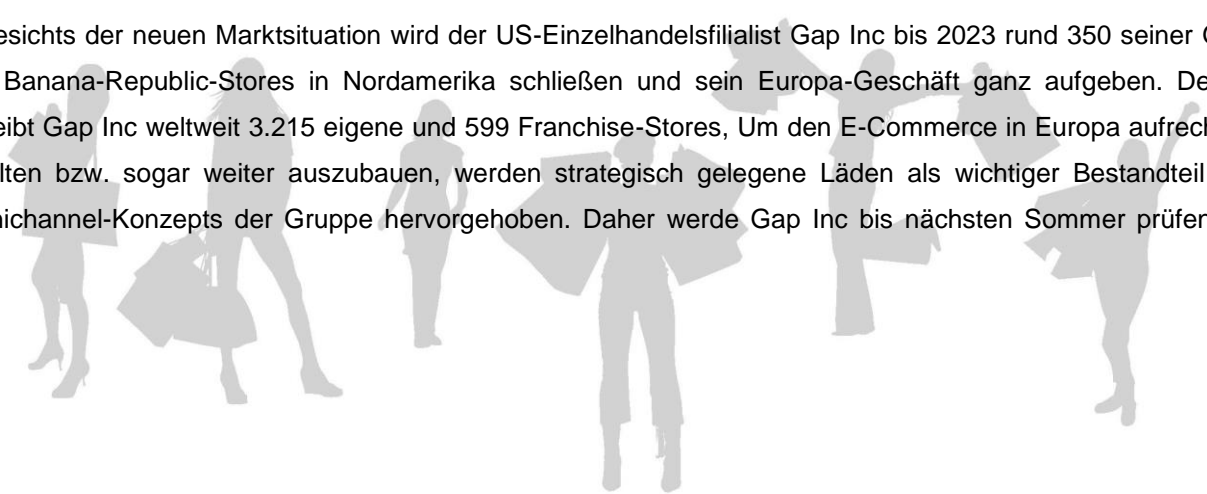 esichts der neuen Marktsituation wird der US-Einzelhandelsfilialist Gap Inc bis 2023 rund 350 seiner
Banana-Republic-Stores in Nordamerika schließen und sein Europa-Geschäft ganz aufgeben. De
eibt Gap Inc weltweit 3.215 eigene und 599 Franchise-Stores, Um den E-Commerce in Europa aufrech
lten bzw. sogar weiter auszubauen, werden strategisch gelegene Läden als wichtiger Bestandteil
nichannel-Konzepts der Gruppe hervorgehoben. Daher werde Gap Inc bis nächsten Sommer prüfen